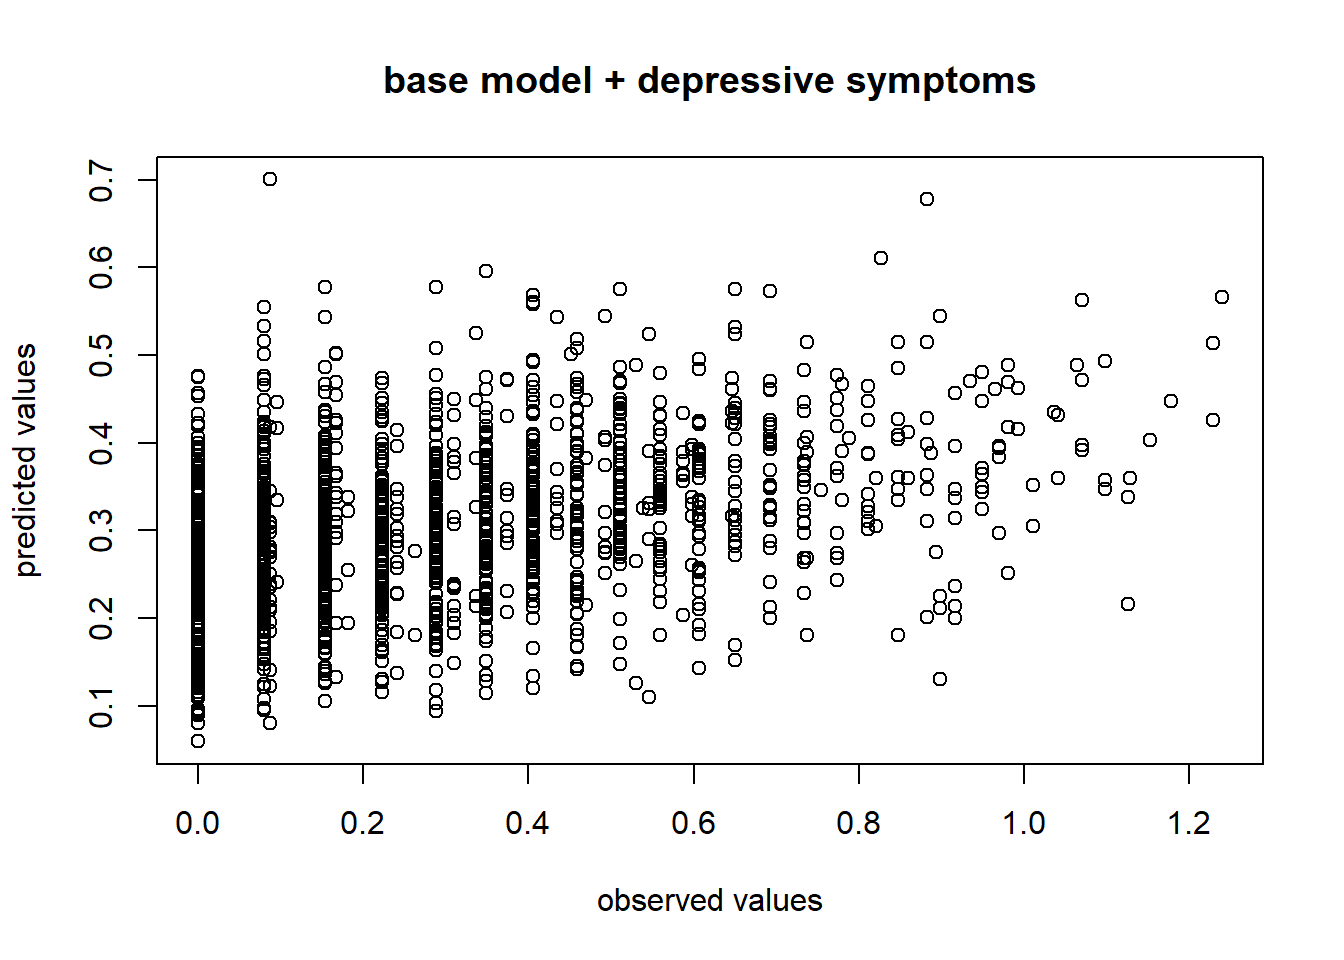 base model + depressive symptoms
0.7
0.6
0.5
0.4
0.3
0.2
0.1
predicted values
0.0 0.2 0.4 0.6 0.8 1.0 1.2
observed values